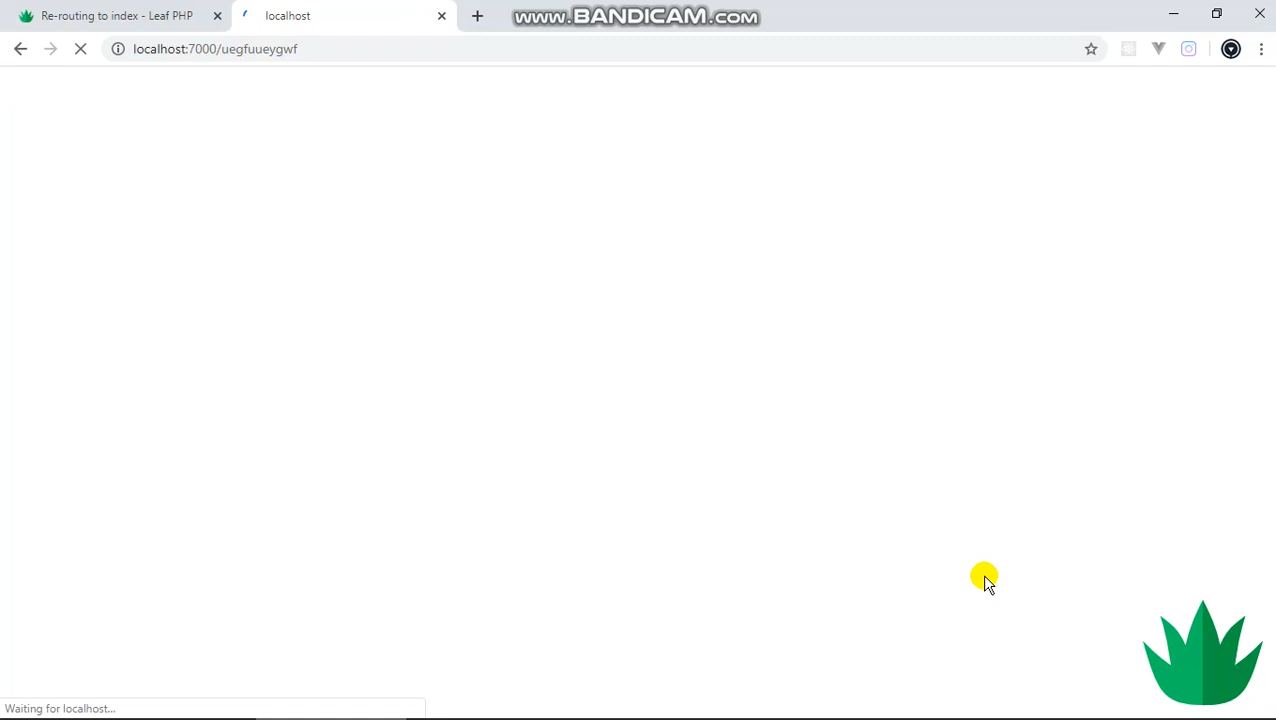 Re-routing to index - Leaf PHP
localhost
www.BANDICAM.com
localhost:7000/uegfuueygwf
Waiting for localhost...